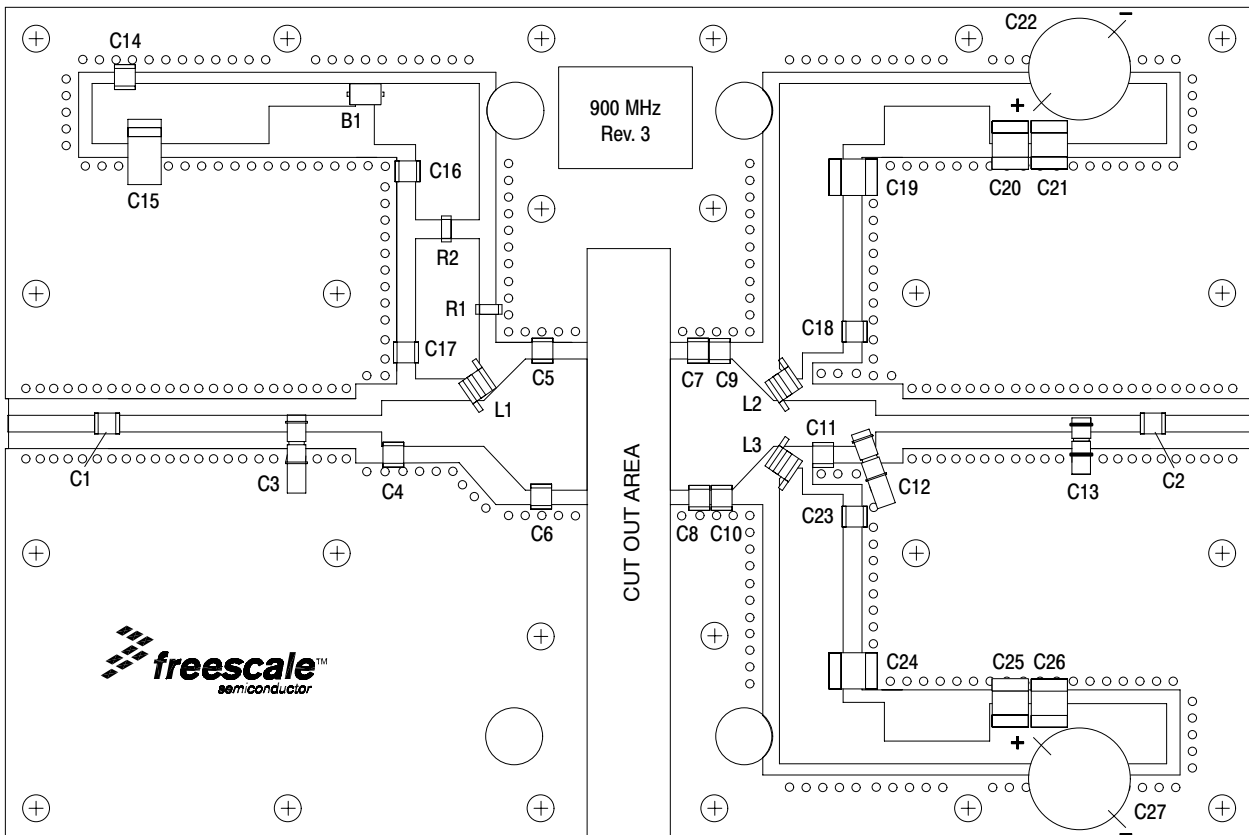 C14
C22
–
900 MHz
Rev. 3
B1
+
C16
C19
C20
C21
C15
R2
R1
C18
C17
C5
C7
C9
L1
L2
C11
L3
C1
C3
C4
C12
C13
C2
C6
C8
C10
C23
CUT OUT AREA
freescale™
semiconductor
C24
C25
C26
+
C27
–